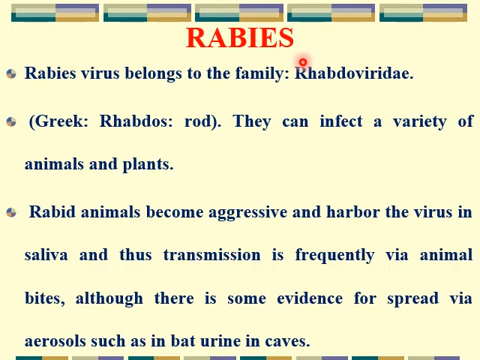 RABIES
Rabies virus belongs to the family: Rhabdoviridae.
(Greek: Rhabdos: rod). They can infect a variety of
animals and plants.
Rabid animals become aggressive and harbor the virus in
saliva and thus transmission is frequently via animal
bites, although there is some evidence for spread via
aerosols such as in bat urine in caves.